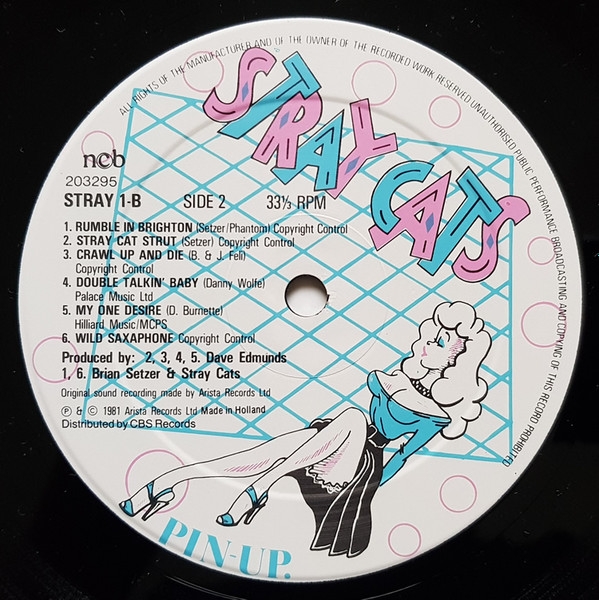 ALL RIGHTS OF THE MANUFACTURER AND OF THE OWNER OF THE RECORDED WORK RESERVED UNAUTHORISED PUBLIC PERFORMANCE BROADCASTING AND COPYING OF THIS RECORD PROHIBITED
STRAY CATS
ncb
203295
STRAY 1-B SIDE 2 33⅓ RPM
1. RUMBLE IN BRIGHTON (Setzer/Phantom) Copyright Control
2. STRAY CAT STRUT (Setzer) Copyright Control
3. CRAWL UP AND DIE (B. & J. Feli)
Copyright Control
4. DOUBLE TALKIN' BABY (Danny Wolfe)
Palace Music Ltd
5. MY ONE DESIRE (D. Burnette)
Hilliard Music/MCPS
6. WILD SAXAPHONE Copyright Control
Produced by: 2, 3, 4, 5. Dave Edmunds
1, 6. Brian Setzer & Stray Cats
Original sound recording made by Arista Records Ltd
℗ & © 1981 Arista Records Ltd Made in Holland
Distributed by CBS Records
PIN-UP.